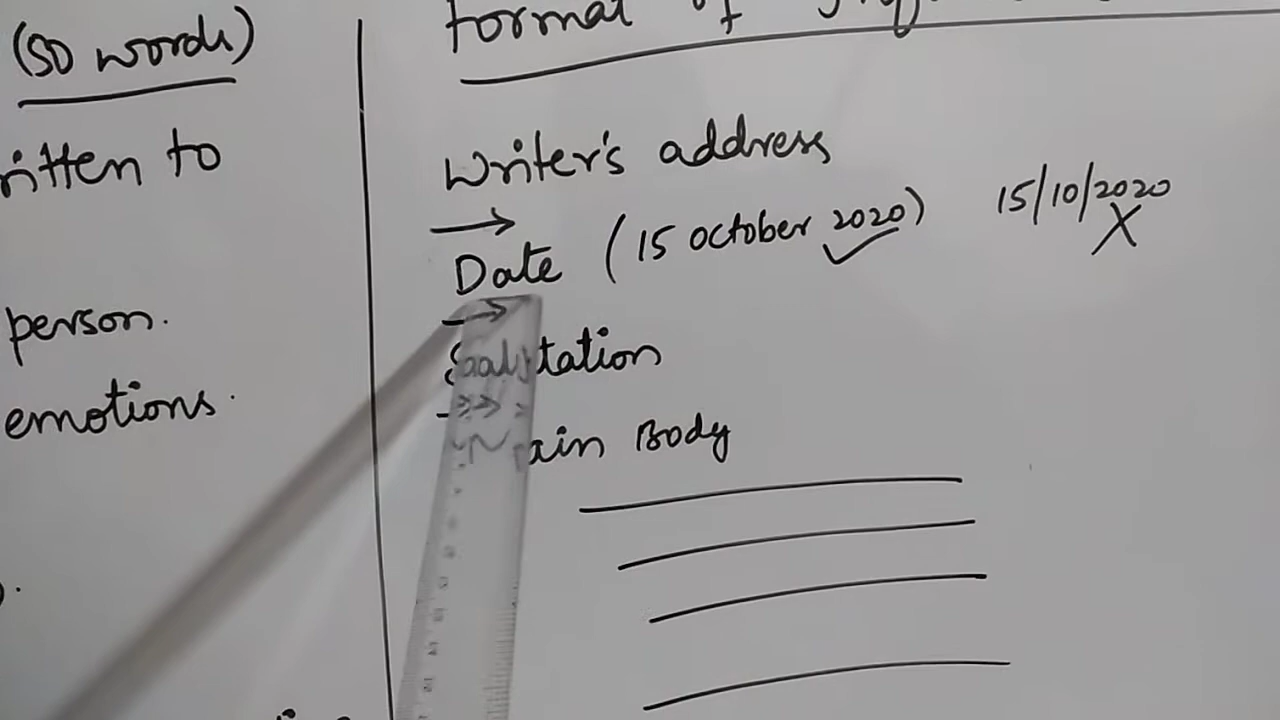 (50 words)
ritten to
person.
emotions.
Format of
Writer's address
Date (15 October 2020) 15/10/2020
Salutation
Main Body